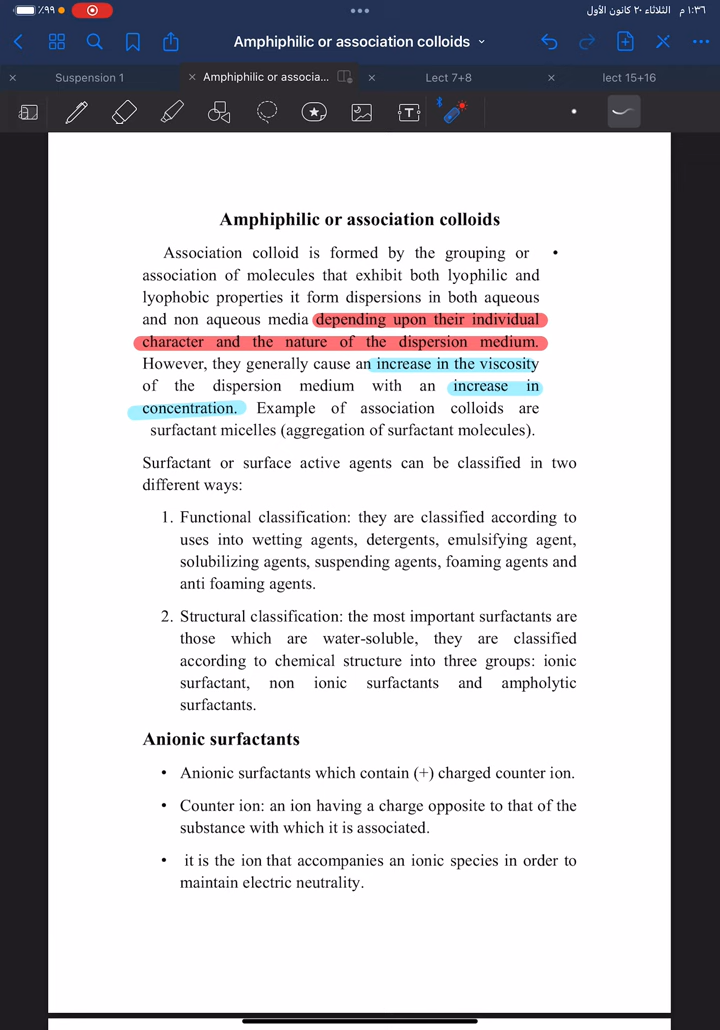 ٪٩٩
١:٣٦ م الثلاثاء ٢٠ كانون الأول
Amphiphilic or association colloids
Suspension 1
Amphiphilic or associa...
Lect 7+8
lect 15+16
Amphiphilic or association colloids
Association colloid is formed by the grouping or •
association of molecules that exhibit both lyophilic and
lyophobic properties it form dispersions in both aqueous
and non aqueous media depending upon their individual
character and the nature of the dispersion medium.
However, they generally cause an increase in the viscosity
of the dispersion medium with an increase in
concentration. Example of association colloids are
surfactant micelles (aggregation of surfactant molecules).
Surfactant or surface active agents can be classified in two
different ways:
1. Functional classification: they are classified according to
uses into wetting agents, detergents, emulsifying agent,
solubilizing agents, suspending agents, foaming agents and
anti foaming agents.
2. Structural classification: the most important surfactants are
those which are water-soluble, they are classified
according to chemical structure into three groups: ionic
surfactant, non ionic surfactants and ampholytic
surfactants.
Anionic surfactants
• Anionic surfactants which contain (+) charged counter ion.
• Counter ion: an ion having a charge opposite to that of the
substance with which it is associated.
• it is the ion that accompanies an ionic species in order to
maintain electric neutrality.